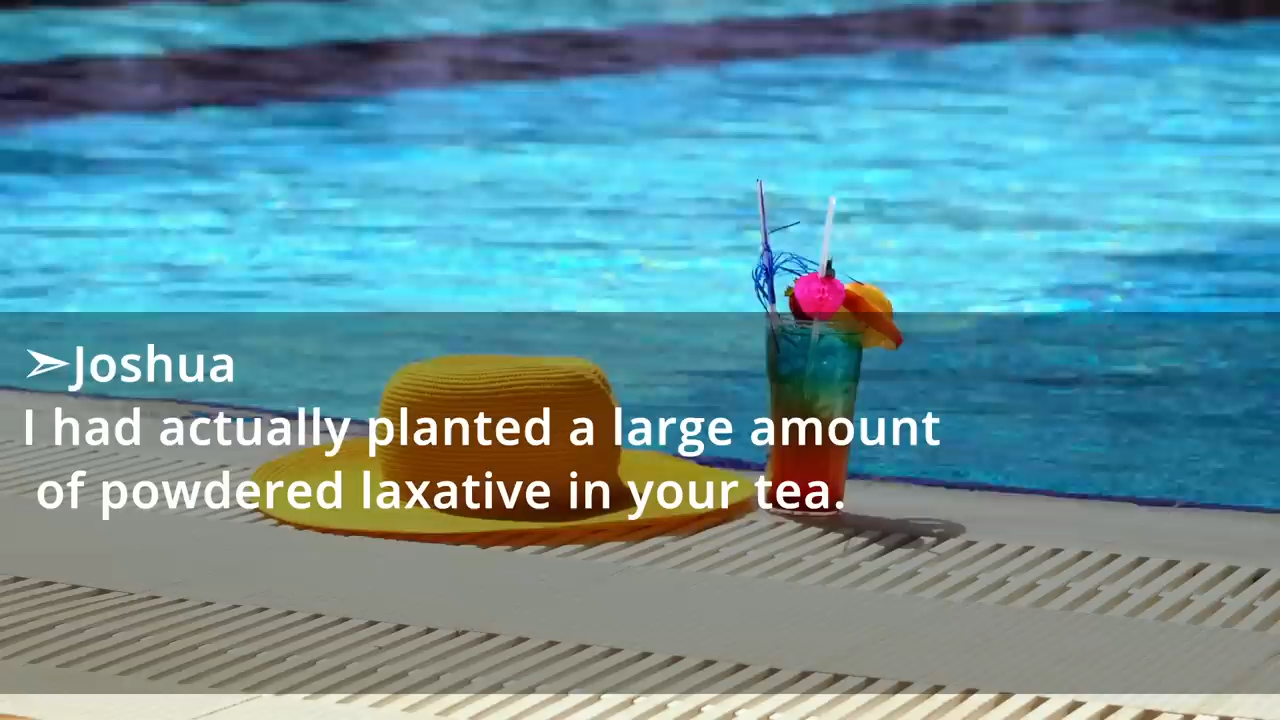 ➣Joshua
I had actually planted a large amount
of powdered laxative in your tea.